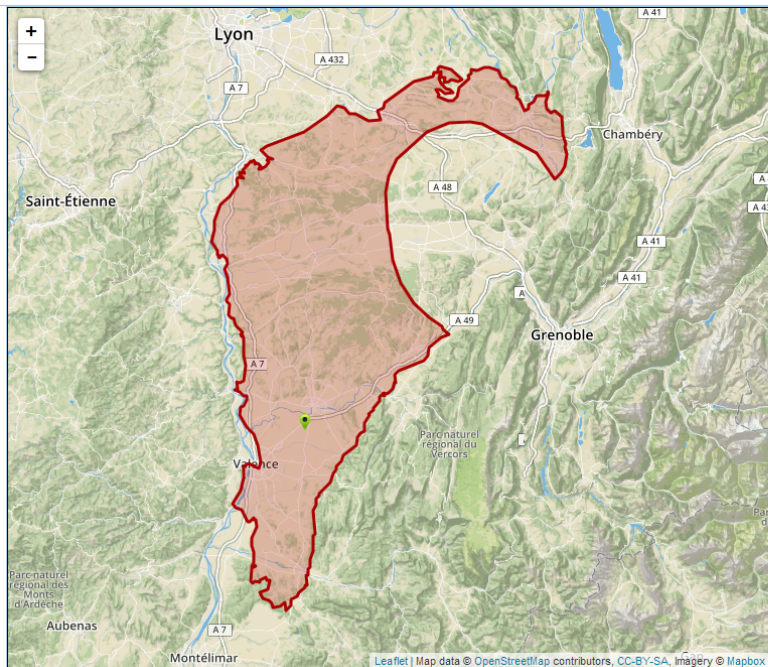 +
−
A 41
Lyon
A 432
A 7
Chambéry
A 48
Saint-Étienne
A 41
A 41
A 49
Grenoble
A 7
Parc naturel
régional du
Vercors
Valence
Parc naturel
régional des
Monts
d'Ardèche
Aubenas
A 7
Montélimar
Leaflet | Map data © OpenStreetMap contributors, CC-BY-SA, Imagery © Mapbox